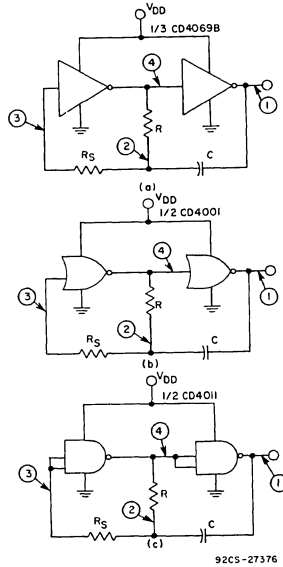 VDD
1/3 CD4069B
4
3
1
R
2
RS
C
(a)
VDD
1/2 CD4001
4
3
1
R
2
RS
C
(b)
VDD
1/2 CD4011
4
3
1
R
2
RS
C
(c)
92CS-27376